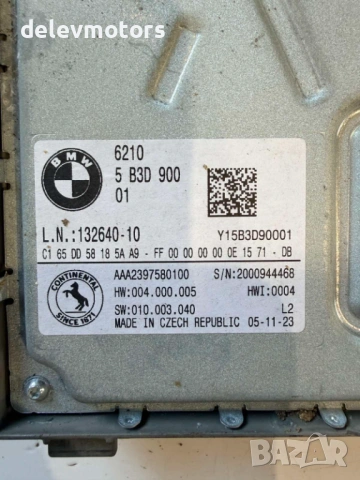 delevmotors
BMW
6210
5 B3D 900
01
L.N.:132640-10
Y15B3D90001
C1 65 DD 58 18 5A A9 - FF 00 00 00 00 0E 15 71 - DB
CONTINENTAL
SINCE 1871
AAA2397580100
S/N:2000944468
HW:004.000.005
HWI:0004
SW:010.003.040
L2
MADE IN CZECH REPUBLIC
05-11-23
BAZAR